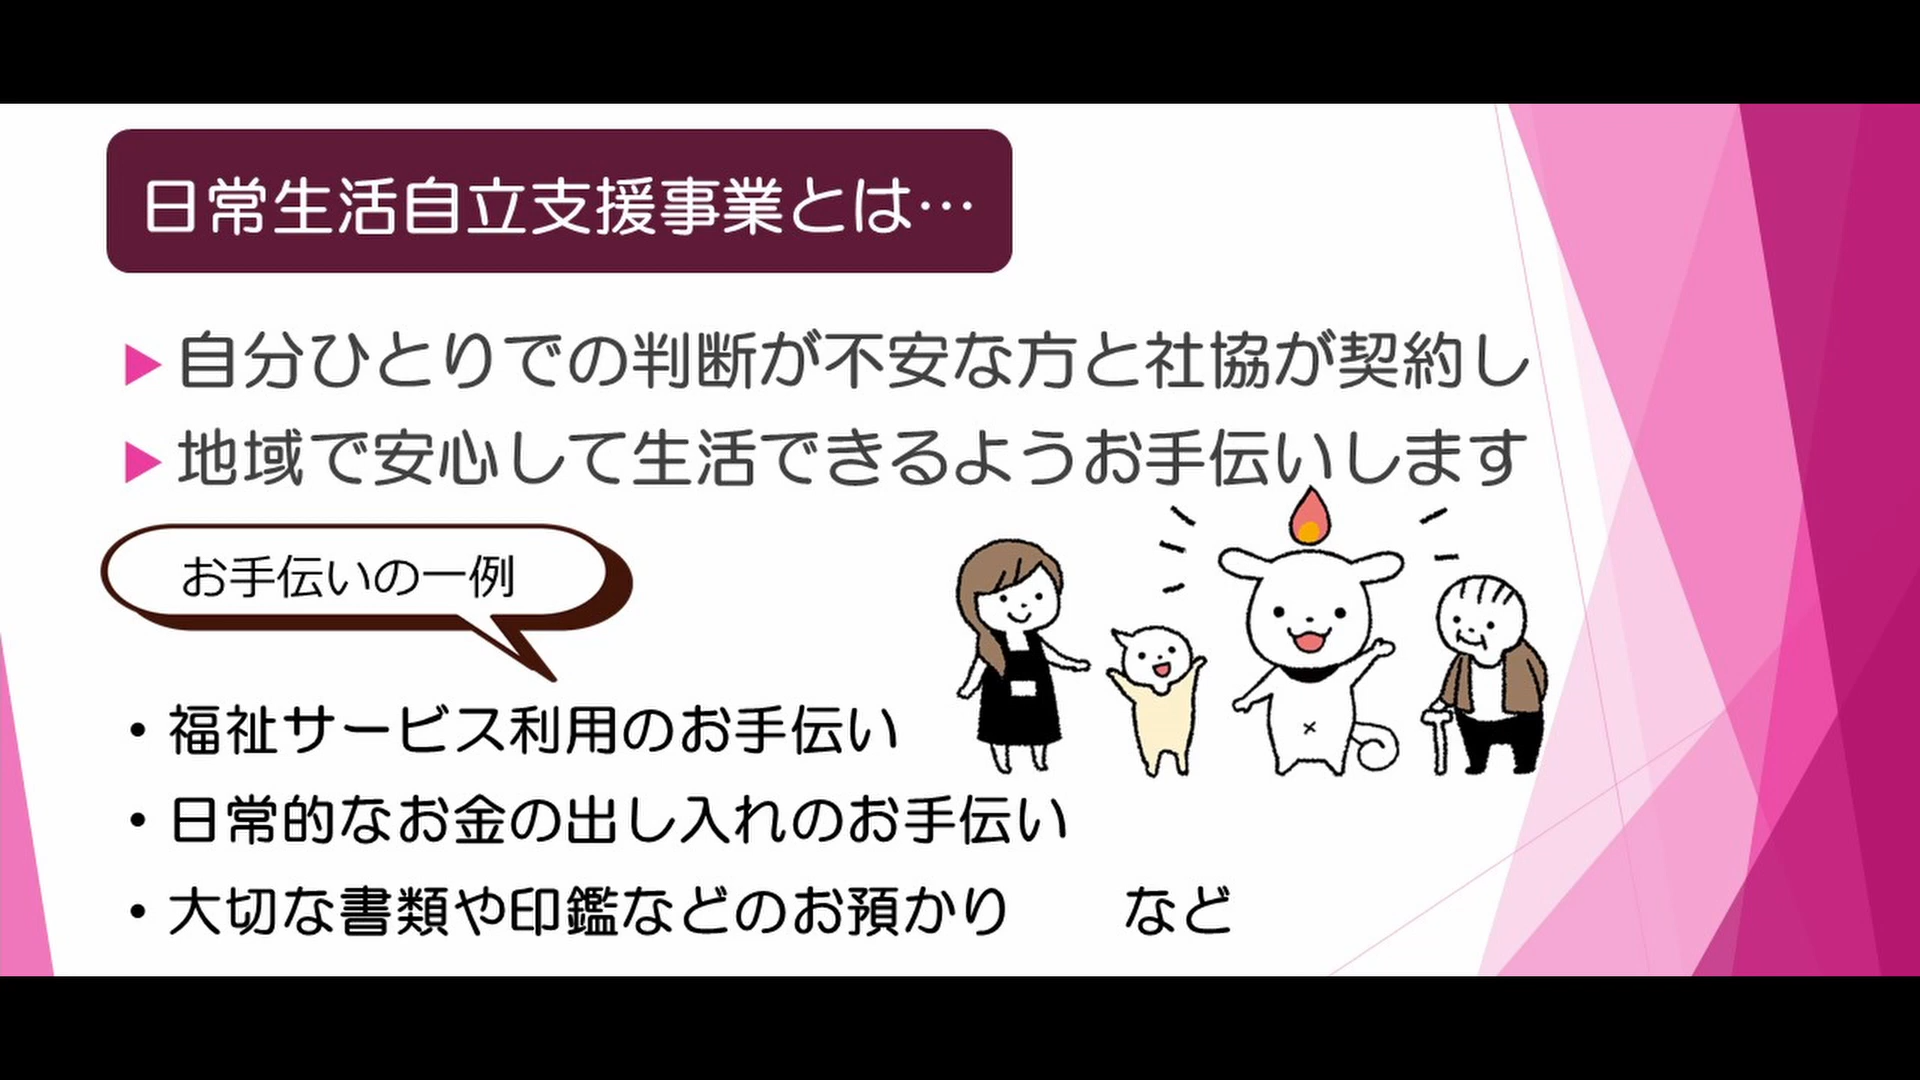 日常生活自立支援事業とは…
▶自分ひとりでの判断が不安な方と社協が契約し
▶地域で安心して生活できるようお手伝いします
お手伝いの一例
・福祉サービス利用のお手伝い
・日常的なお金の出し入れのお手伝い
・大切な書類や印鑑などのお預かり　　など